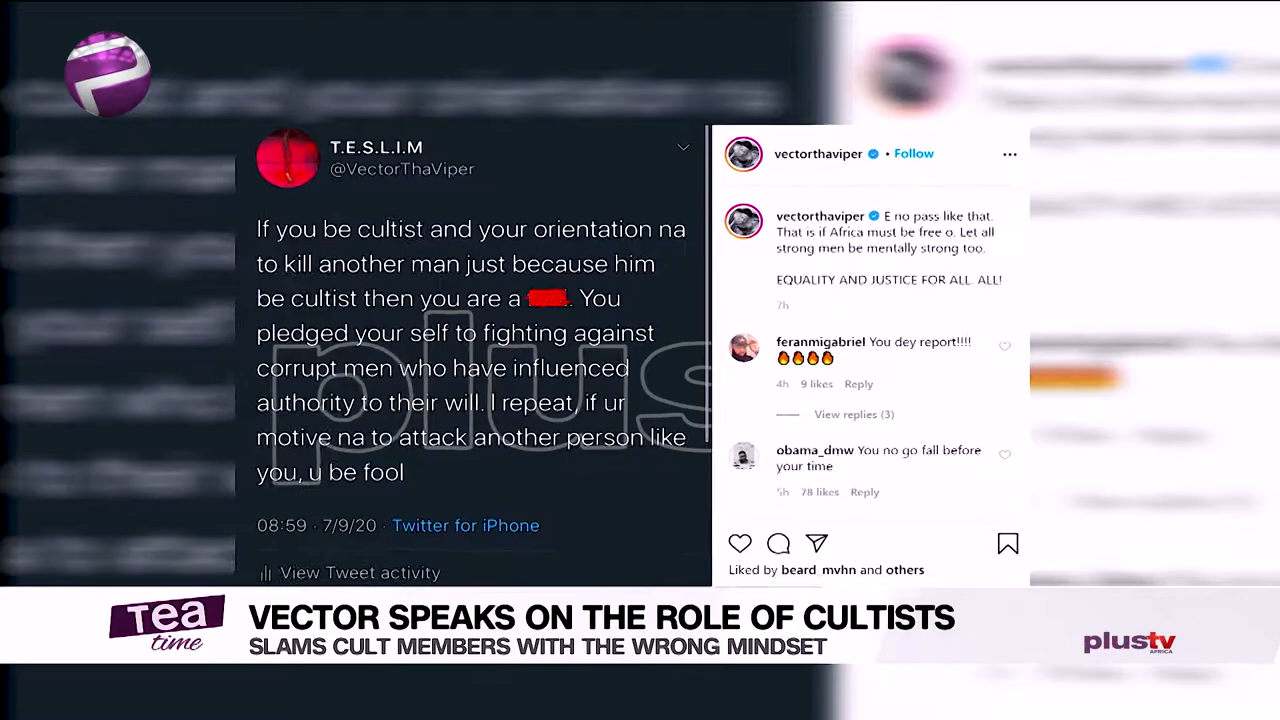 T.E.S.L.I.M
@VectorThaViper
If you be cultist and your orientation na
to kill another man just because him
be cultist then you are a
. You
pledged your self to fighting against
corrupt men who have influenced
authority to their will. I repeat, if ur
motive na to attack another person like
you, u be fool
08:59 · 7/9/20 · Twitter for iPhone
View Tweet activity
plus
vectorthaviper • Follow
vectorthaviper E no pass like that.
That is if Africa must be free o. Let all
strong men be mentally strong too.
EQUALITY AND JUSTICE FOR ALL. ALL!
7h
feranmigabriel You dey report!!!!
🔥🔥🔥🔥
4h 9 likes Reply
View replies (3)
obama_dmw You no go fall before
your time
5h 78 likes Reply
Liked by beard_mvhn and others
Tea
time
VECTOR SPEAKS ON THE ROLE OF CULTISTS
SLAMS CULT MEMBERS WITH THE WRONG MINDSET
plustv
AFRICA